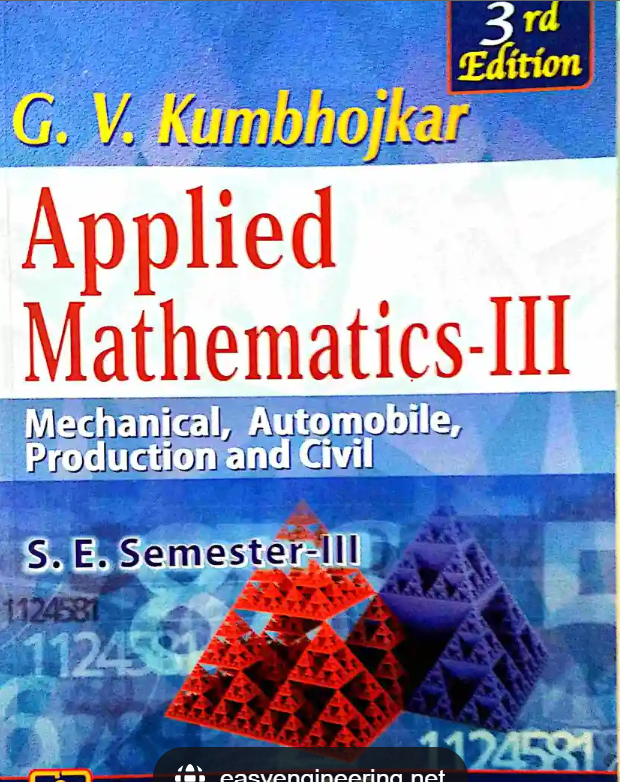 3rd
Edition
G. V. Kumbhojkar
Applied
Mathematics-III
Mechanical, Automobile,
Production and Civil
S. E. Semester-III
1124581
1124581
1124581
easyengineering.net